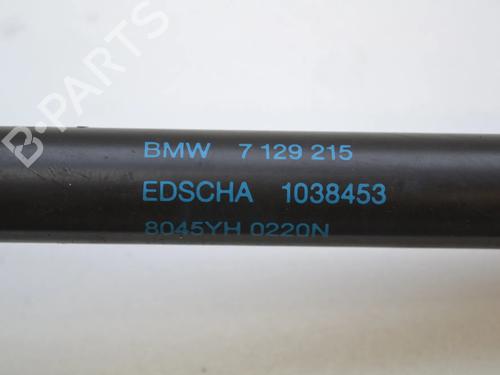 BMW 7 129 215
EDSCHA 1038453
8045YH 0220N
B-PARTS